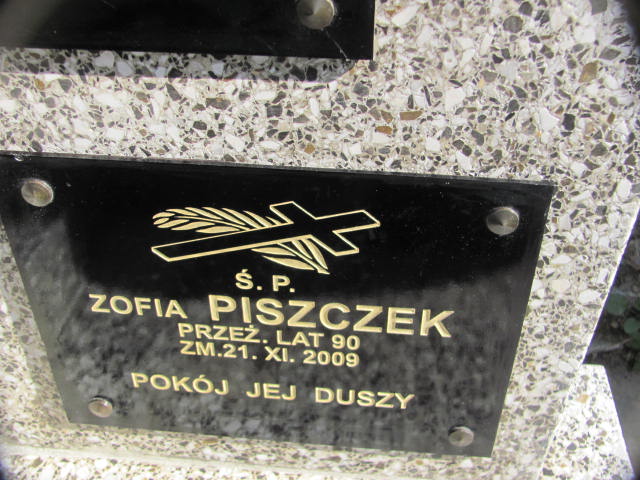 Ś. P.
ZOFIA PISZCZEK
PRZEŻ. LAT 90
ZM.21. XI. 2009
POKÓJ JEJ DUSZY